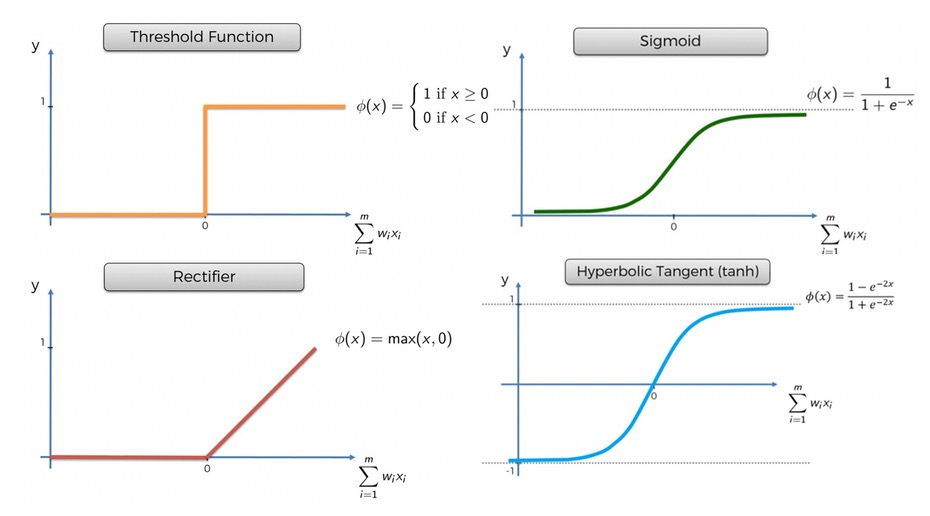 Threshold Function
y
1
ϕ(x) = { 1 if x ≥ 0
0 if x < 0
0
m
∑ wᵢxᵢ
i=1
Sigmoid
y
1
ϕ(x) = 1
1 + e⁻ˣ
0
m
∑ wᵢxᵢ
i=1
Rectifier
y
1
ϕ(x) = max(x, 0)
0
m
∑ wᵢxᵢ
i=1
Hyperbolic Tangent (tanh)
y
1
ϕ(x) = 1 − e⁻²ˣ
1 + e⁻²ˣ
0
m
∑ wᵢxᵢ
i=1
-1